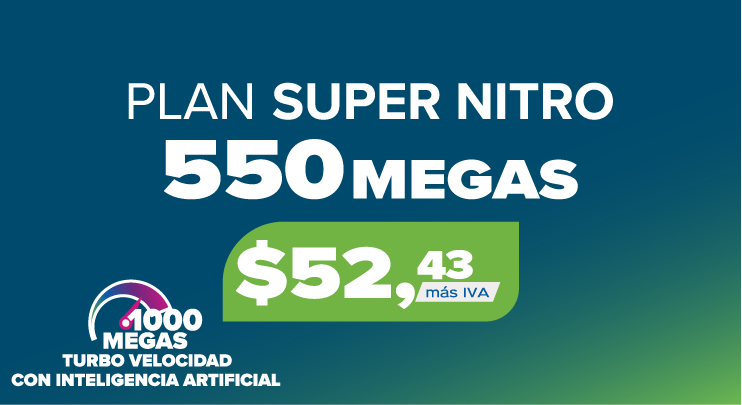 PLAN SUPER NITRO
550 MEGAS
$52,43
más IVA
1000
MEGAS
TURBO VELOCIDAD
CON INTELIGENCIA ARTIFICIAL